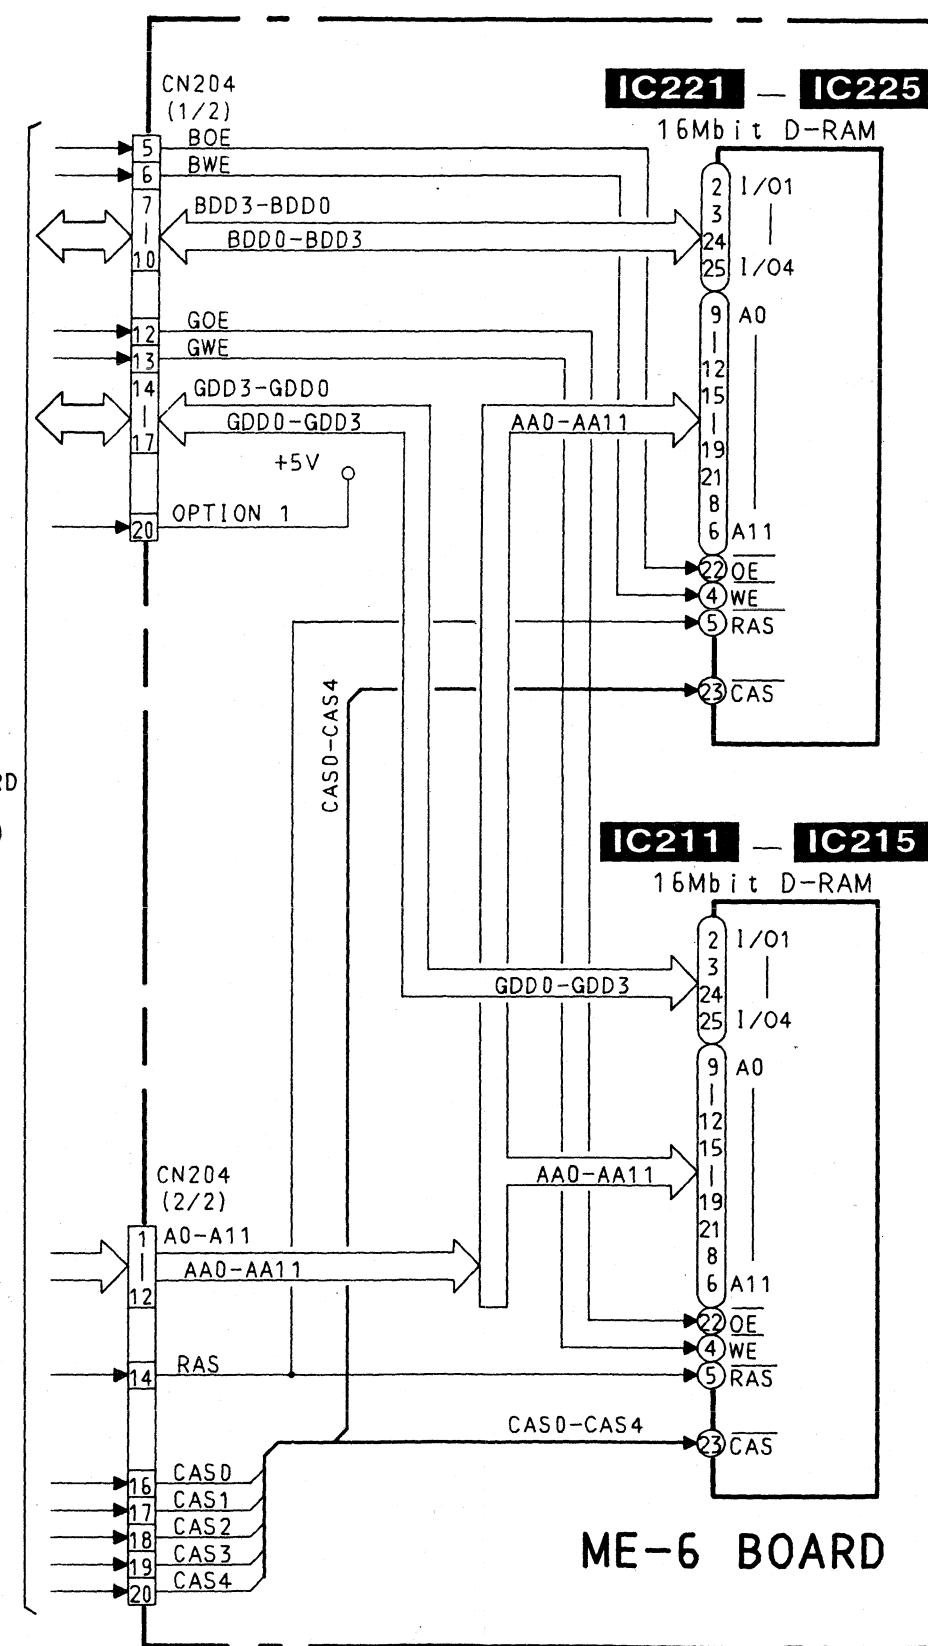 CN204
(1/2)
IC221 — IC225
16Mbit D-RAM
5 BOE
6 BWE
7 BDD3-BDD0
BDD0-BDD3
10
12 GOE
13 GWE
14 GDD3-GDD0
GDD0-GDD3
17
+5V
20 OPTION 1
2 I/O1
3
24
25 I/O4
9 A0
12
15
AA0-AA11
19
21
8
6 A11
22 OE
4 WE
5 RAS
23 CAS
CAS0-CAS4
RD
)
IC211 — IC215
16Mbit D-RAM
2 I/O1
3
24
GDD0-GDD3
25 I/O4
9 A0
12
15
AA0-AA11
19
21
8
6 A11
22 OE
4 WE
5 RAS
23 CAS
CN204
(2/2)
1 A0-A11
AA0-AA11
12
14 RAS
CAS0-CAS4
16 CAS0
17 CAS1
18 CAS2
19 CAS3
20 CAS4
ME-6 BOARD